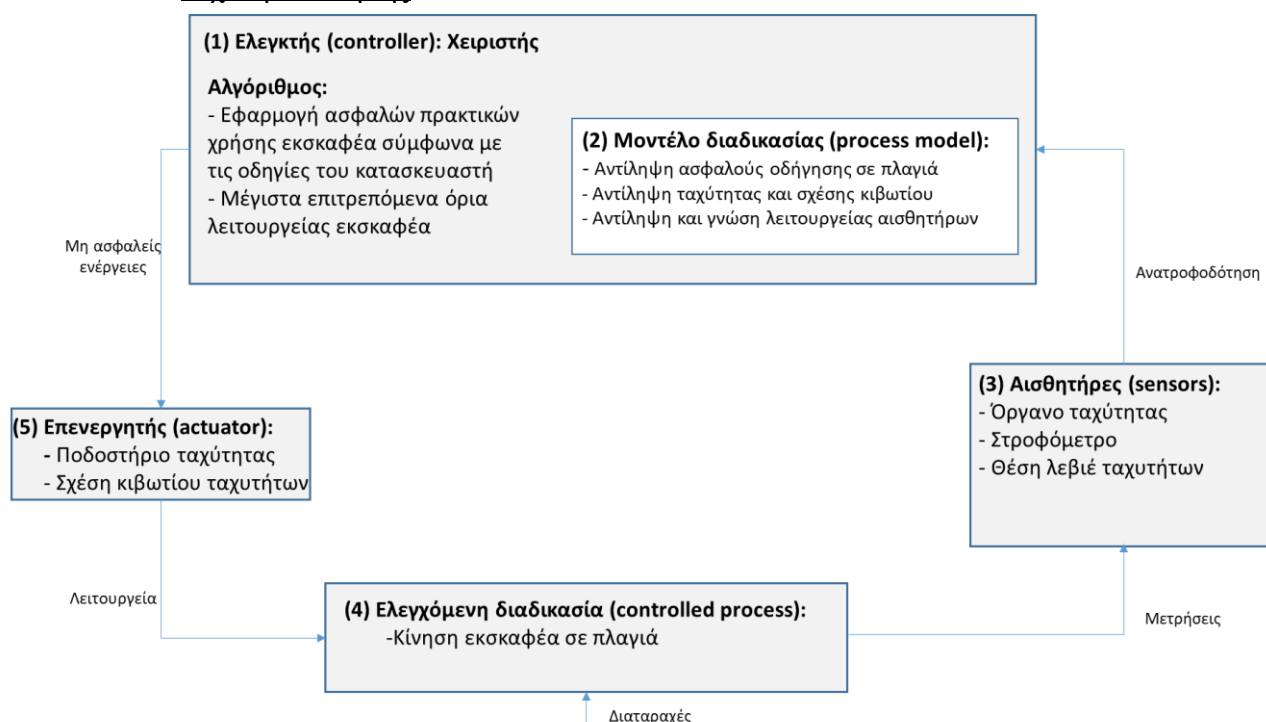 (1) Ελεγκτής (controller): Χειριστής
Αλγόριθμος:
- Εφαρμογή ασφαλών πρακτικών
χρήσης εκσκαφέα σύμφωνα με
τις οδηγίες του κατασκευαστή
- Μέγιστα επιτρεπόμενα όρια
λειτουργείας εκσκαφέα
(2) Μοντέλο διαδικασίας (process model):
- Αντίληψη ασφαλούς οδήγησης σε πλαγιά
- Αντίληψη ταχύτητας και σχέσης κιβωτίου
- Αντίληψη και γνώση λειτουργείας αισθητήρων
Μη ασφαλείς
ενέργειες
Ανατροφοδότηση
(3) Αισθητήρες (sensors):
- Όργανο ταχύτητας
- Στροφόμετρο
- Θέση λεβιέ ταχυτήτων
(5) Επενεργητής (actuator):
- Ποδοστήριο ταχύτητας
- Σχέση κιβωτίου ταχυτήτων
Λειτουργεία
(4) Ελεγχόμενη διαδικασία (controlled process):
-Κίνηση εκσκαφέα σε πλαγιά
Μετρήσεις
Διαταραχές